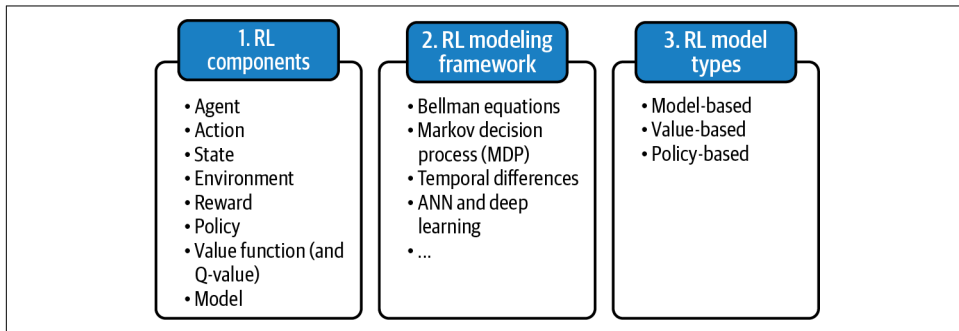 1. RL
components
• Agent
• Action
• State
• Environment
• Reward
• Policy
• Value function (and
Q-value)
• Model
2. RL modeling
framework
• Bellman equations
• Markov decision
process (MDP)
• Temporal differences
• ANN and deep
learning
• ...
3. RL model
types
• Model-based
• Value-based
• Policy-based